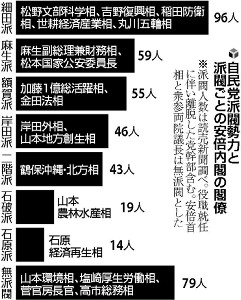 自民党派閥勢力と
派閥ごとの安倍内閣の閣僚
※派閥人数は読売新聞調べ。役職就任
に伴い離脱した党幹部含む。安倍首
相と衆参両院議長は無派閥とした
細田派
松野文部科学相、吉野復興相、稲田防衛
相、世耕経済産業相、丸川五輪相
96人
麻生派
麻生副総理兼財務相、
松本国家公安委員長
59人
額賀派
加藤1億総活躍相、
金田法相
55人
岸田派
岸田外相、
山本地方創生相
46人
二階派
鶴保沖縄・北方相
43人
石破派
山本
農林水産相
19人
石原派
石原
経済再生相
14人
無派閥
山本環境相、塩崎厚生労働相、
菅官房長官、高市総務相
79人